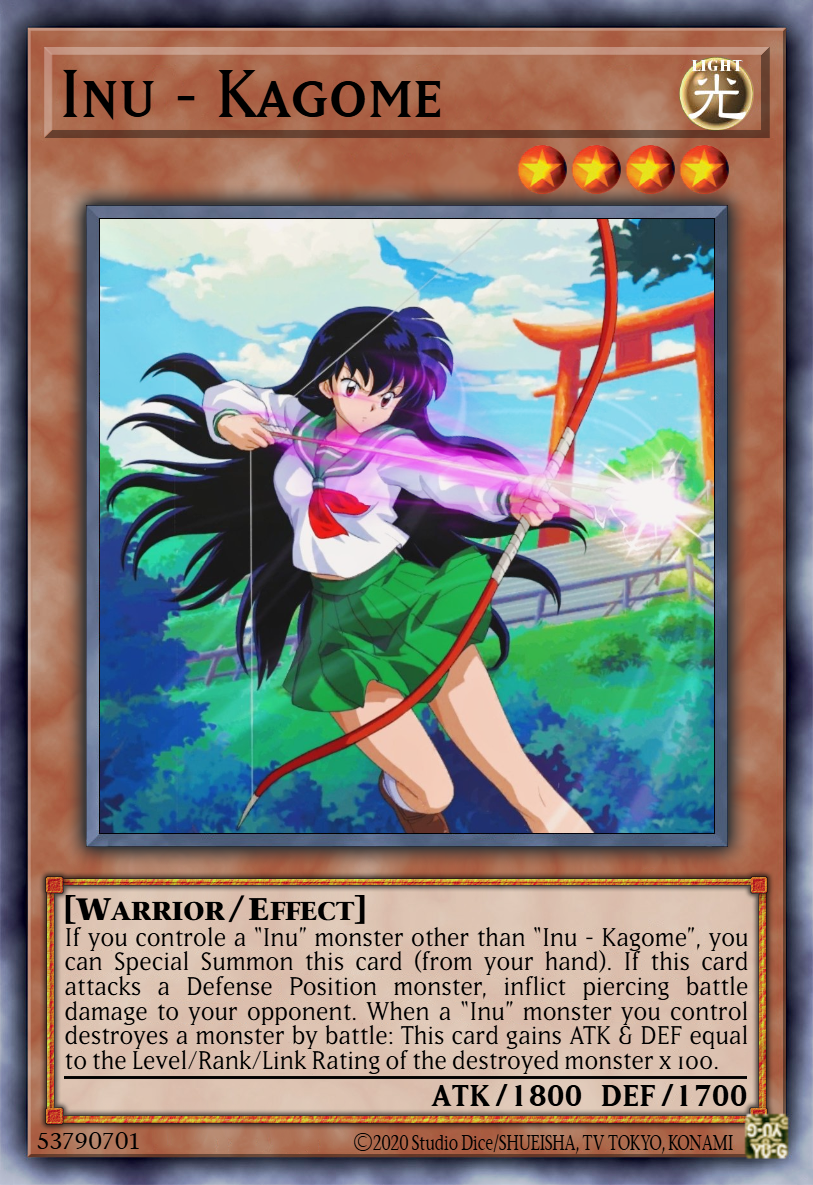 Inu - Kagome
LIGHT
光
[Warrior/Effect]
If you controle a "Inu" monster other than "Inu - Kagome", you
can Special Summon this card (from your hand). If this card
attacks a Defense Position monster, inflict piercing battle
damage to your opponent. When a "Inu" monster you control
destroyes a monster by battle: This card gains ATK & DEF equal
to the Level/Rank/Link Rating of the destroyed monster x 100.
ATK/1800 DEF/1700
53790701 ©2020 Studio Dice/SHUEISHA, TV TOKYO, KONAMI